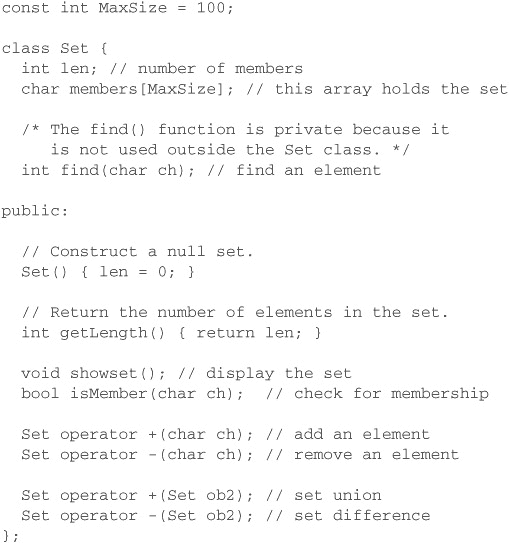 const int MaxSize = 100;

class Set {
  int len; // number of members
  char members[MaxSize]; // this array holds the set

  /* The find() function is private because it
     is not used outside the Set class. */
  int find(char ch); // find an element

public:

  // Construct a null set.
  Set() { len = 0; }

  // Return the number of elements in the set.
  int getLength() { return len; }

  void showset(); // display the set
  bool isMember(char ch);  // check for membership

  Set operator +(char ch); // add an element
  Set operator -(char ch); // remove an element

  Set operator +(Set ob2); // set union
  Set operator -(Set ob2); // set difference
};